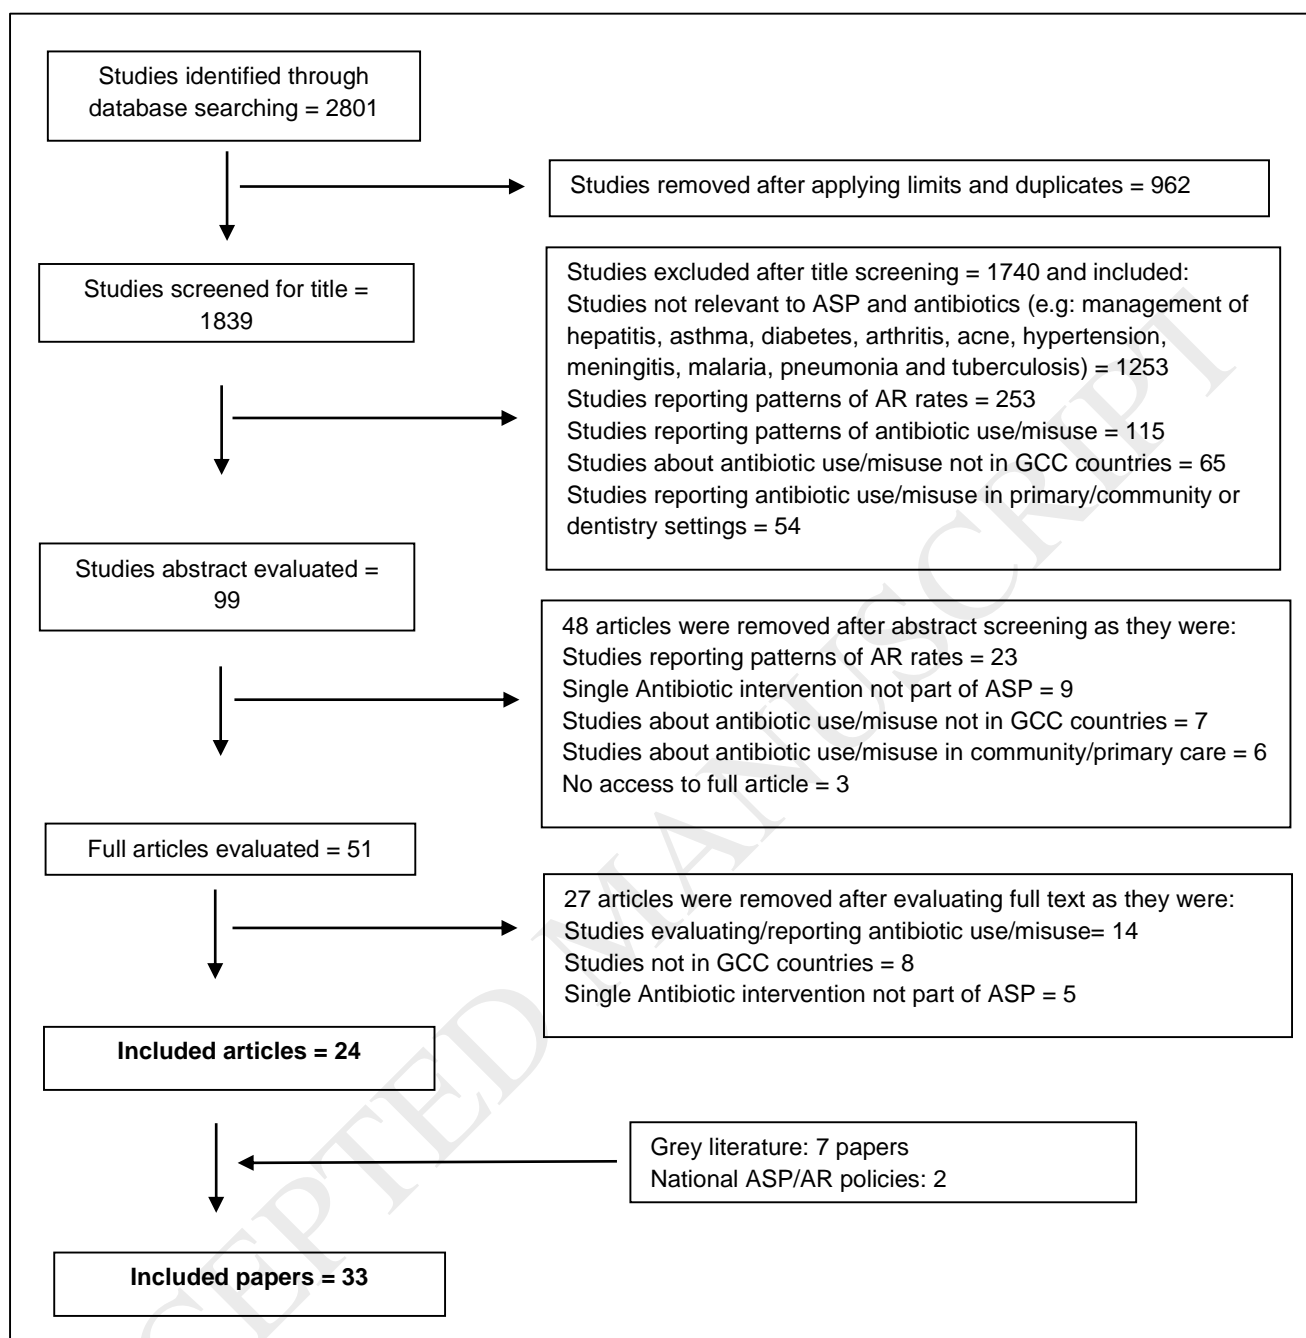 Studies identified through
database searching = 2801
Studies removed after applying limits and duplicates = 962
Studies screened for title =
1839
Studies excluded after title screening = 1740 and included:
Studies not relevant to ASP and antibiotics (e.g: management of
hepatitis, asthma, diabetes, arthritis, acne, hypertension,
meningitis, malaria, pneumonia and tuberculosis) = 1253
Studies reporting patterns of AR rates = 253
Studies reporting patterns of antibiotic use/misuse = 115
Studies about antibiotic use/misuse not in GCC countries = 65
Studies reporting antibiotic use/misuse in primary/community or
dentistry settings = 54
Studies abstract evaluated =
99
48 articles were removed after abstract screening as they were:
Studies reporting patterns of AR rates = 23
Single Antibiotic intervention not part of ASP = 9
Studies about antibiotic use/misuse not in GCC countries = 7
Studies about antibiotic use/misuse in community/primary care = 6
No access to full article = 3
Full articles evaluated = 51
27 articles were removed after evaluating full text as they were:
Studies evaluating/reporting antibiotic use/misuse= 14
Studies not in GCC countries = 8
Single Antibiotic intervention not part of ASP = 5
Included articles = 24
Grey literature: 7 papers
National ASP/AR policies: 2
Included papers = 33
CEPTED MANUSCRIPT